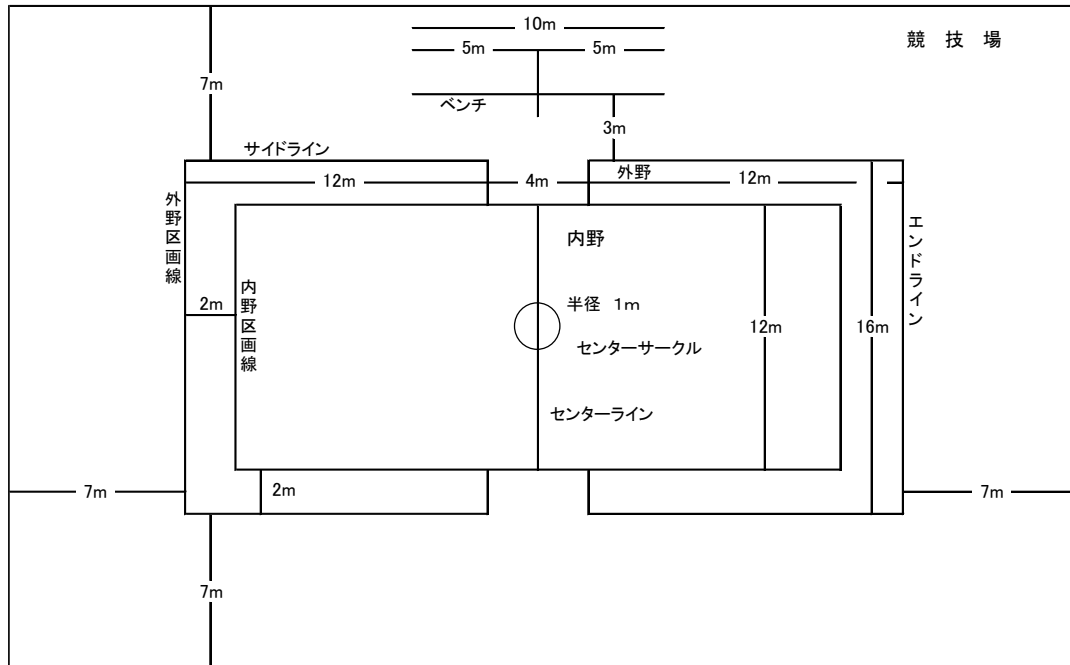 10m
競 技 場
5m
5m
7m
ベンチ
3m
サイドライン
外野
12m
4m
12m
外野区画線
エンドライン
内野
内野区画線
2m
半径 1m
12m
16m
センターサークル
センターライン
7m
2m
7m
7m